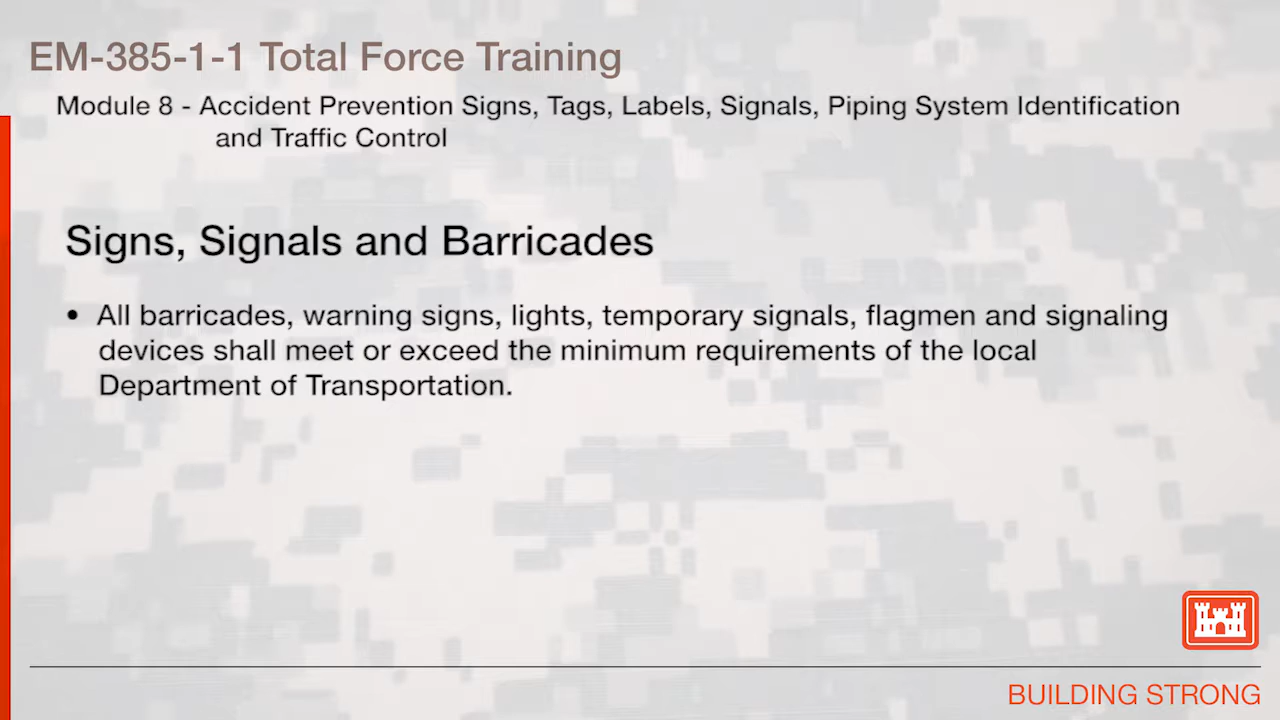 EM-385-1-1 Total Force Training
Module 8 - Accident Prevention Signs, Tags, Labels, Signals, Piping System Identification
and Traffic Control
Signs, Signals and Barricades
• All barricades, warning signs, lights, temporary signals, flagmen and signaling
devices shall meet or exceed the minimum requirements of the local
Department of Transportation.
BUILDING STRONG